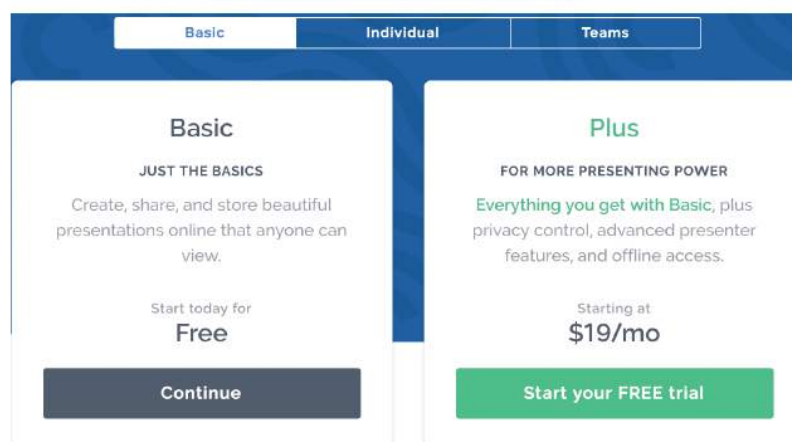 Basic
Individual
Teams
Basic
JUST THE BASICS
Create, share, and store beautiful
presentations online that anyone can
view.
Start today for
Free
Continue
Plus
FOR MORE PRESENTING POWER
Everything you get with Basic, plus
privacy control, advanced presenter
features, and offline access.
Starting at
$19/mo
Start your FREE trial